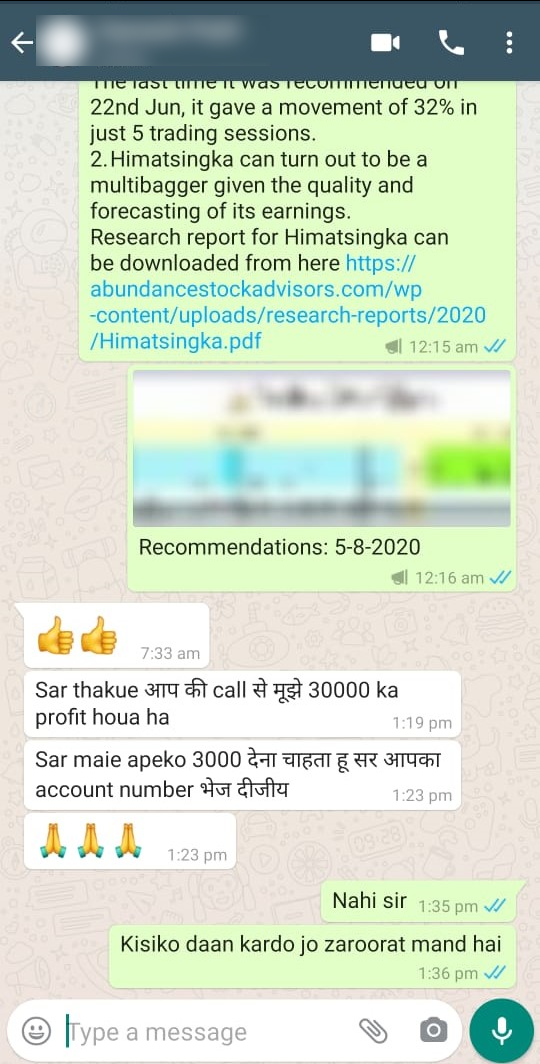 The last time it was recommended on
22nd Jun, it gave a movement of 32% in
just 5 trading sessions.
2.Himatsingka can turn out to be a
multibagger given the quality and
forecasting of its earnings.
Research report for Himatsingka can
be downloaded from here https://
abundancestockadvisors.com/wp
-content/uploads/research-reports/2020
/Himatsingka.pdf
12:15 am
Recommendations: 5-8-2020
12:16 am
7:33 am
Sar thakue आप की call से मूझे 30000 ka
profit houa ha
1:19 pm
Sar maie apeko 3000 देना चाहता हू सर आपका
account number भेज दीजीय
1:23 pm
1:23 pm
Nahi sir
1:35 pm
Kisiko daan kardo jo zaroorat mand hai
1:36 pm
Type a message